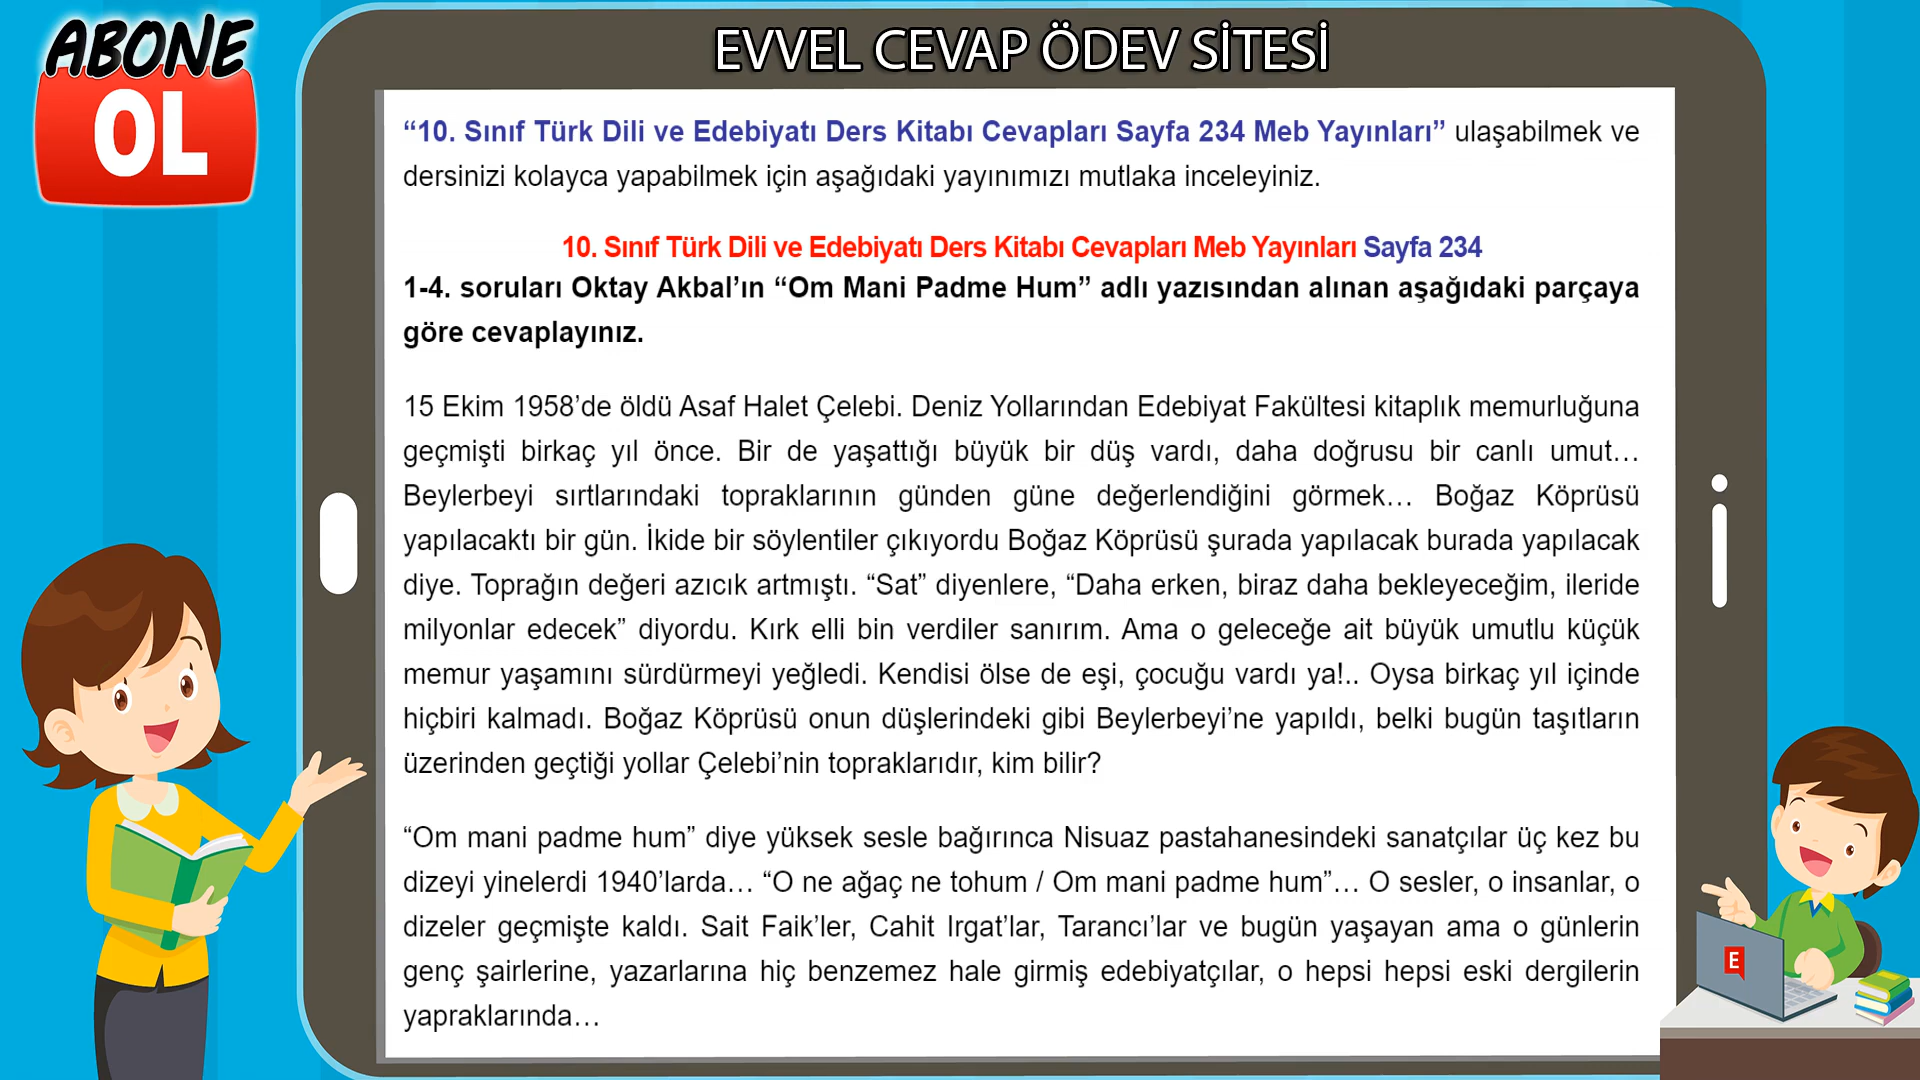 ABONE
OL
EVVEL CEVAP ÖDEV SİTESİ
“10. Sınıf Türk Dili ve Edebiyatı Ders Kitabı Cevapları Sayfa 234 Meb Yayınları” ulaşabilmek ve
dersinizi kolayca yapabilmek için aşağıdaki yayınımızı mutlaka inceleyiniz.
10. Sınıf Türk Dili ve Edebiyatı Ders Kitabı Cevapları Meb Yayınları Sayfa 234
1-4. soruları Oktay Akbal’ın “Om Mani Padme Hum” adlı yazısından alınan aşağıdaki parçaya
göre cevaplayınız.
15 Ekim 1958’de öldü Asaf Halet Çelebi. Deniz Yollarından Edebiyat Fakültesi kitaplık memurluğuna
geçmişti birkaç yıl önce. Bir de yaşattığı büyük bir düş vardı, daha doğrusu bir canlı umut…
Beylerbeyi sırtlarındaki topraklarının günden güne değerlendiğini görmek… Boğaz Köprüsü
yapılacaktı bir gün. İkide bir söylentiler çıkıyordu Boğaz Köprüsü şurada yapılacak burada yapılacak
diye. Toprağın değeri azıcık artmıştı. “Sat” diyenlere, “Daha erken, biraz daha bekleyeceğim, ileride
milyonlar edecek” diyordu. Kırk elli bin verdiler sanırım. Ama o geleceğe ait büyük umutlu küçük
memur yaşamını sürdürmeyi yeğledi. Kendisi ölse de eşi, çocuğu vardı ya!.. Oysa birkaç yıl içinde
hiçbiri kalmadı. Boğaz Köprüsü onun düşlerindeki gibi Beylerbeyi’ne yapıldı, belki bugün taşıtların
üzerinden geçtiği yollar Çelebi’nin topraklarıdır, kim bilir?
“Om mani padme hum” diye yüksek sesle bağırınca Nisuaz pastahanesindeki sanatçılar üç kez bu
dizeyi yinelerdi 1940’larda… “O ne ağaç ne tohum / Om mani padme hum”… O sesler, o insanlar, o
dizeler geçmişte kaldı. Sait Faik’ler, Cahit Irgat’lar, Tarancı’lar ve bugün yaşayan ama o günlerin
genç şairlerine, yazarlarına hiç benzemez hale girmiş edebiyatçılar, o hepsi hepsi eski dergilerin
yapraklarında…
E